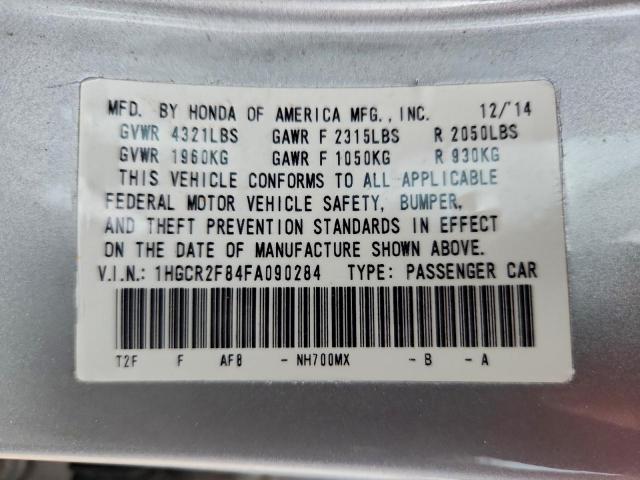 MFD. BY HONDA OF AMERICA MFG., INC. 12/'14
GVWR 4321LBS GAWR F 2315LBS R 2050LBS
GVWR 1960KG GAWR F 1050KG R 930KG
THIS VEHICLE CONFORMS TO ALL APPLICABLE
FEDERAL MOTOR VEHICLE SAFETY, BUMPER,
AND THEFT PREVENTION STANDARDS IN EFFECT
ON THE DATE OF MANUFACTURE SHOWN ABOVE.
V.I.N.: 1HGCR2F84FA090284 TYPE: PASSENGER CAR
T2F F AFB - NH700MX - B - A